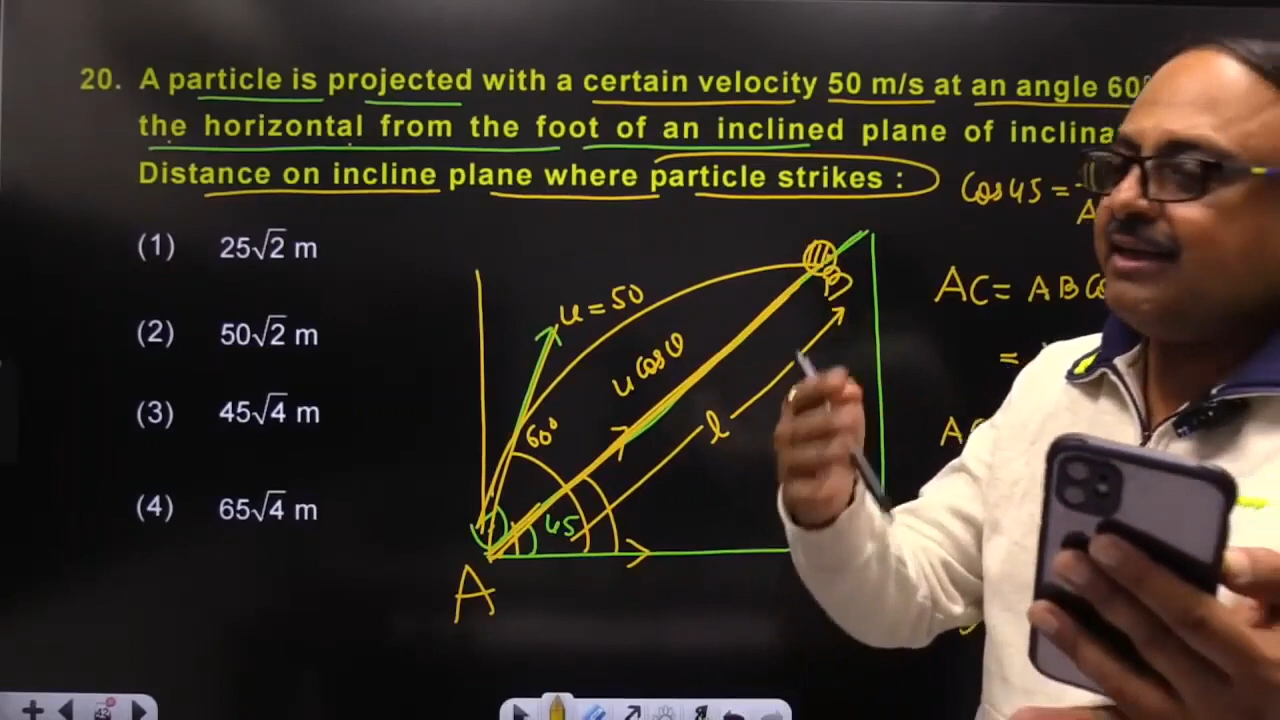 20. A particle is projected with a certain velocity 50 m/s at an angle 60°
the horizontal from the foot of an inclined plane of inclina
Distance on incline plane where particle strikes :
Cos 45 =
A
(1) 25√2 m
AC = AB Co
(2) 50√2 m
=
(3) 45√4 m
A
(4) 65√4 m
u = 50
B
u cos θ
60°
l
45
A
42